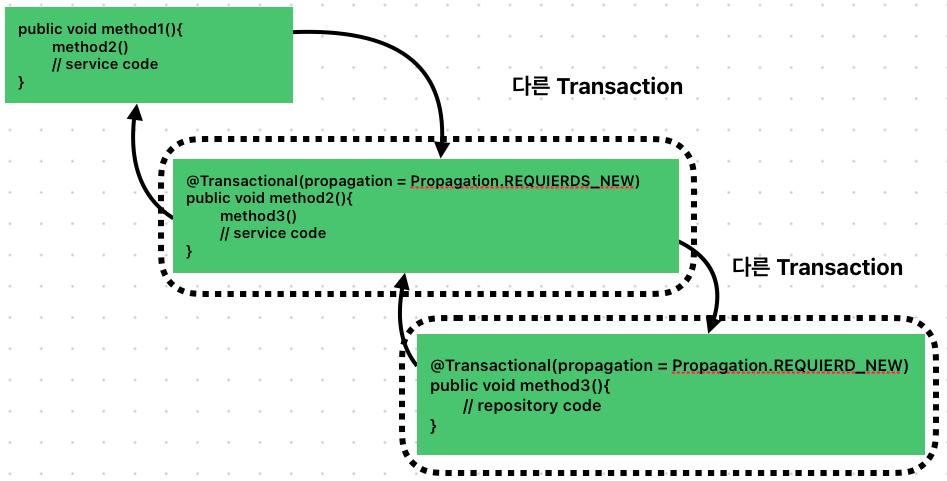 public void method1(){
method2()
// service code
}
다른 Transaction
@Transactional(propagation = Propagation.REQUIERDS_NEW)
public void method2(){
method3()
// service code
}
다른 Transaction
@Transactional(propagation = Propagation.REQUIERD_NEW)
public void method3(){
// repository code
}